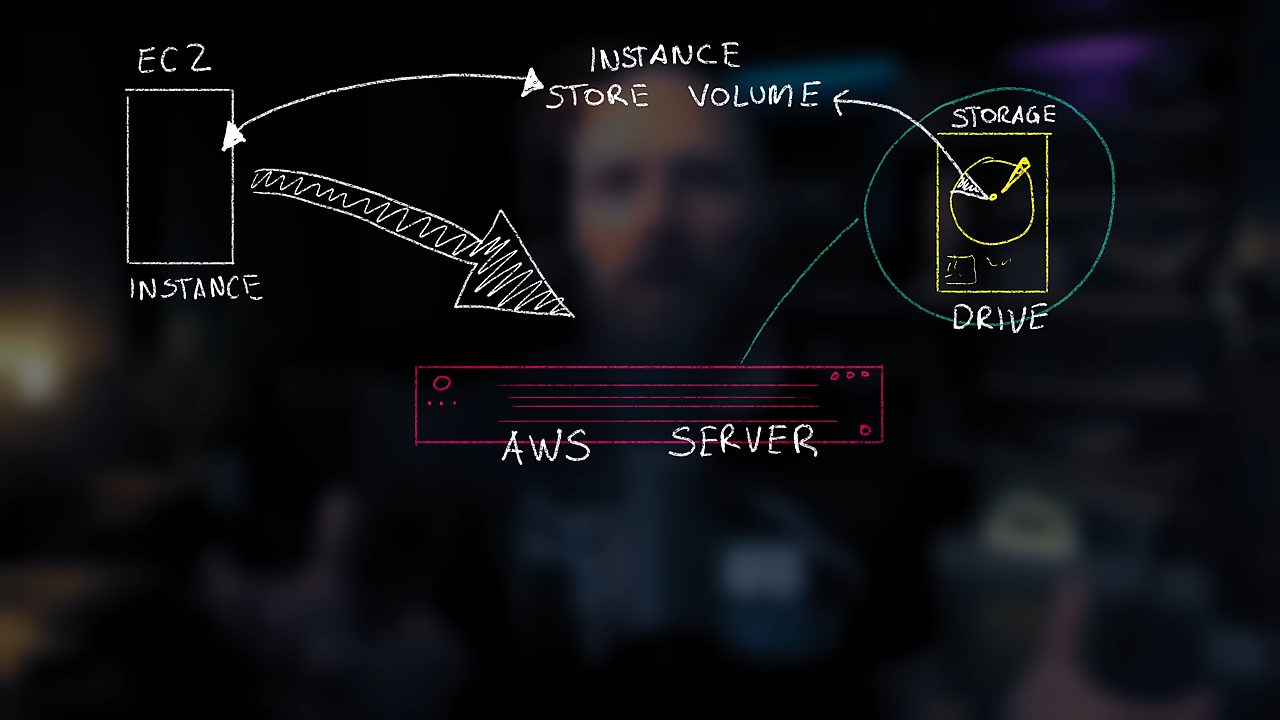 EC2
INSTANCE
INSTANCE
STORE VOLUME
STORAGE
DRIVE
AWS SERVER